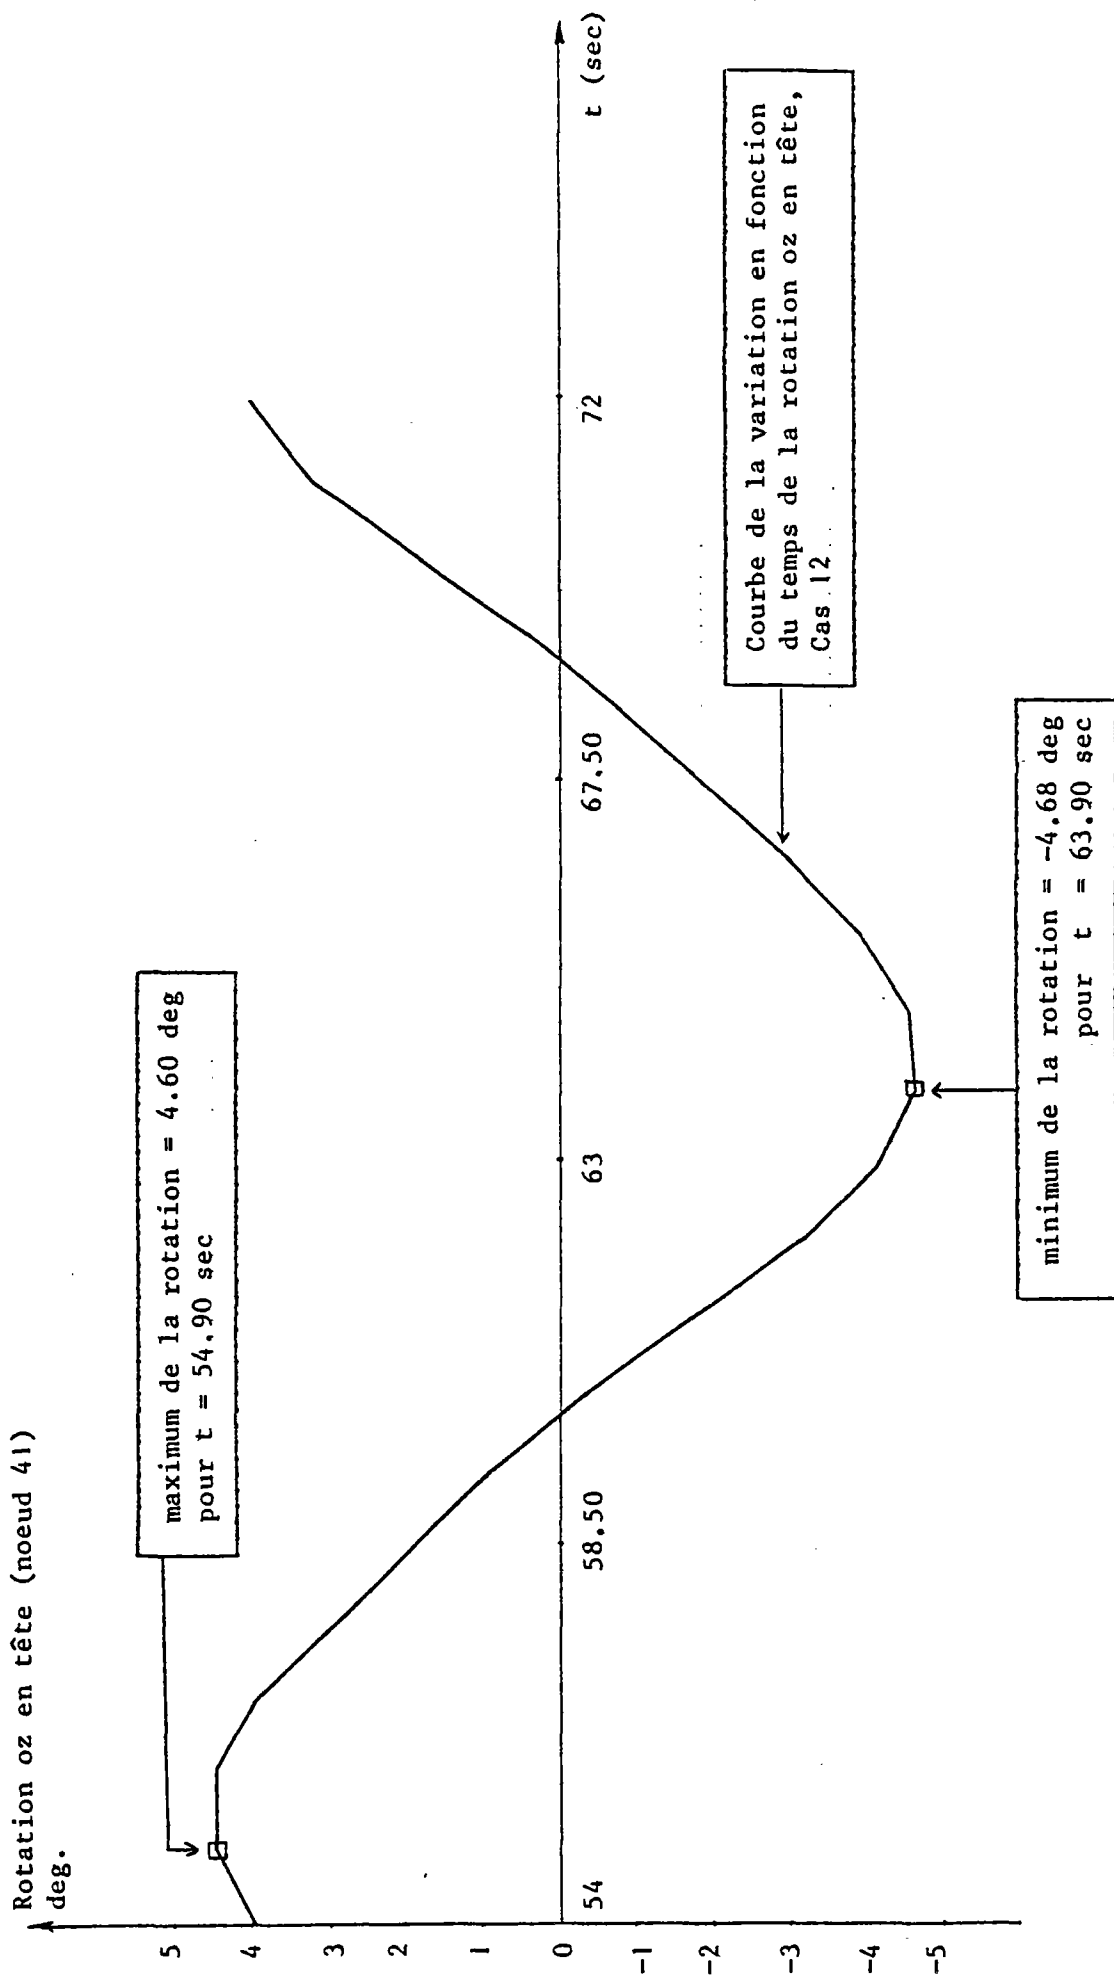 Rotation oz en tête (noeud 41)
deg.
5
4
3
2
1
0
-1
-2
-3
-4
-5
54
58.50
63
67.50
72
t (sec)
maximum de la rotation = 4.60 deg
pour t = 54.90 sec
Courbe de la variation en fonction
du temps de la rotation oz en tête,
Cas 12
minimum de la rotation = -4.68 deg
pour t = 63.90 sec